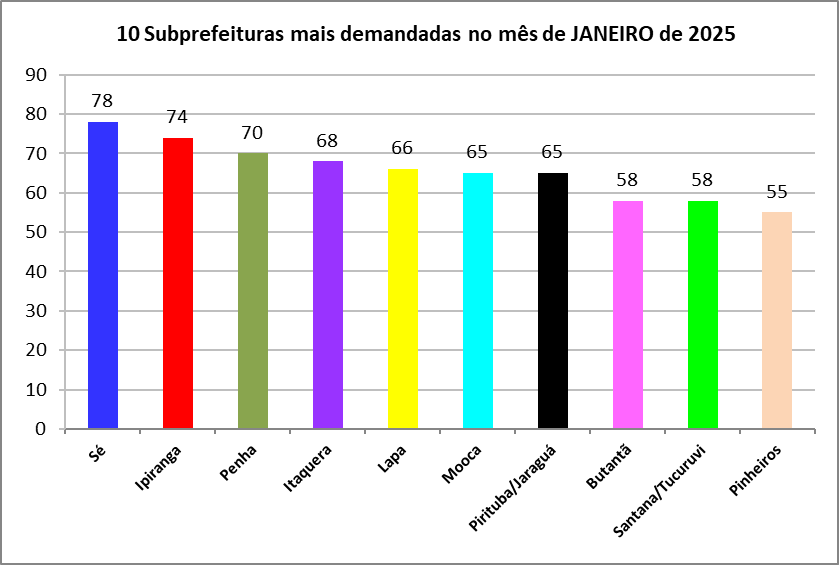 10 Subprefeituras mais demandadas no mês de JANEIRO de 2025
90
80
70
60
50
40
30
20
10
0
78
74
70
68
66
65
65
58
58
55
Sé
Ipiranga
Penha
Itaquera
Lapa
Mooca
Pirituba/Jaraguá
Butantã
Santana/Tucuruvi
Pinheiros